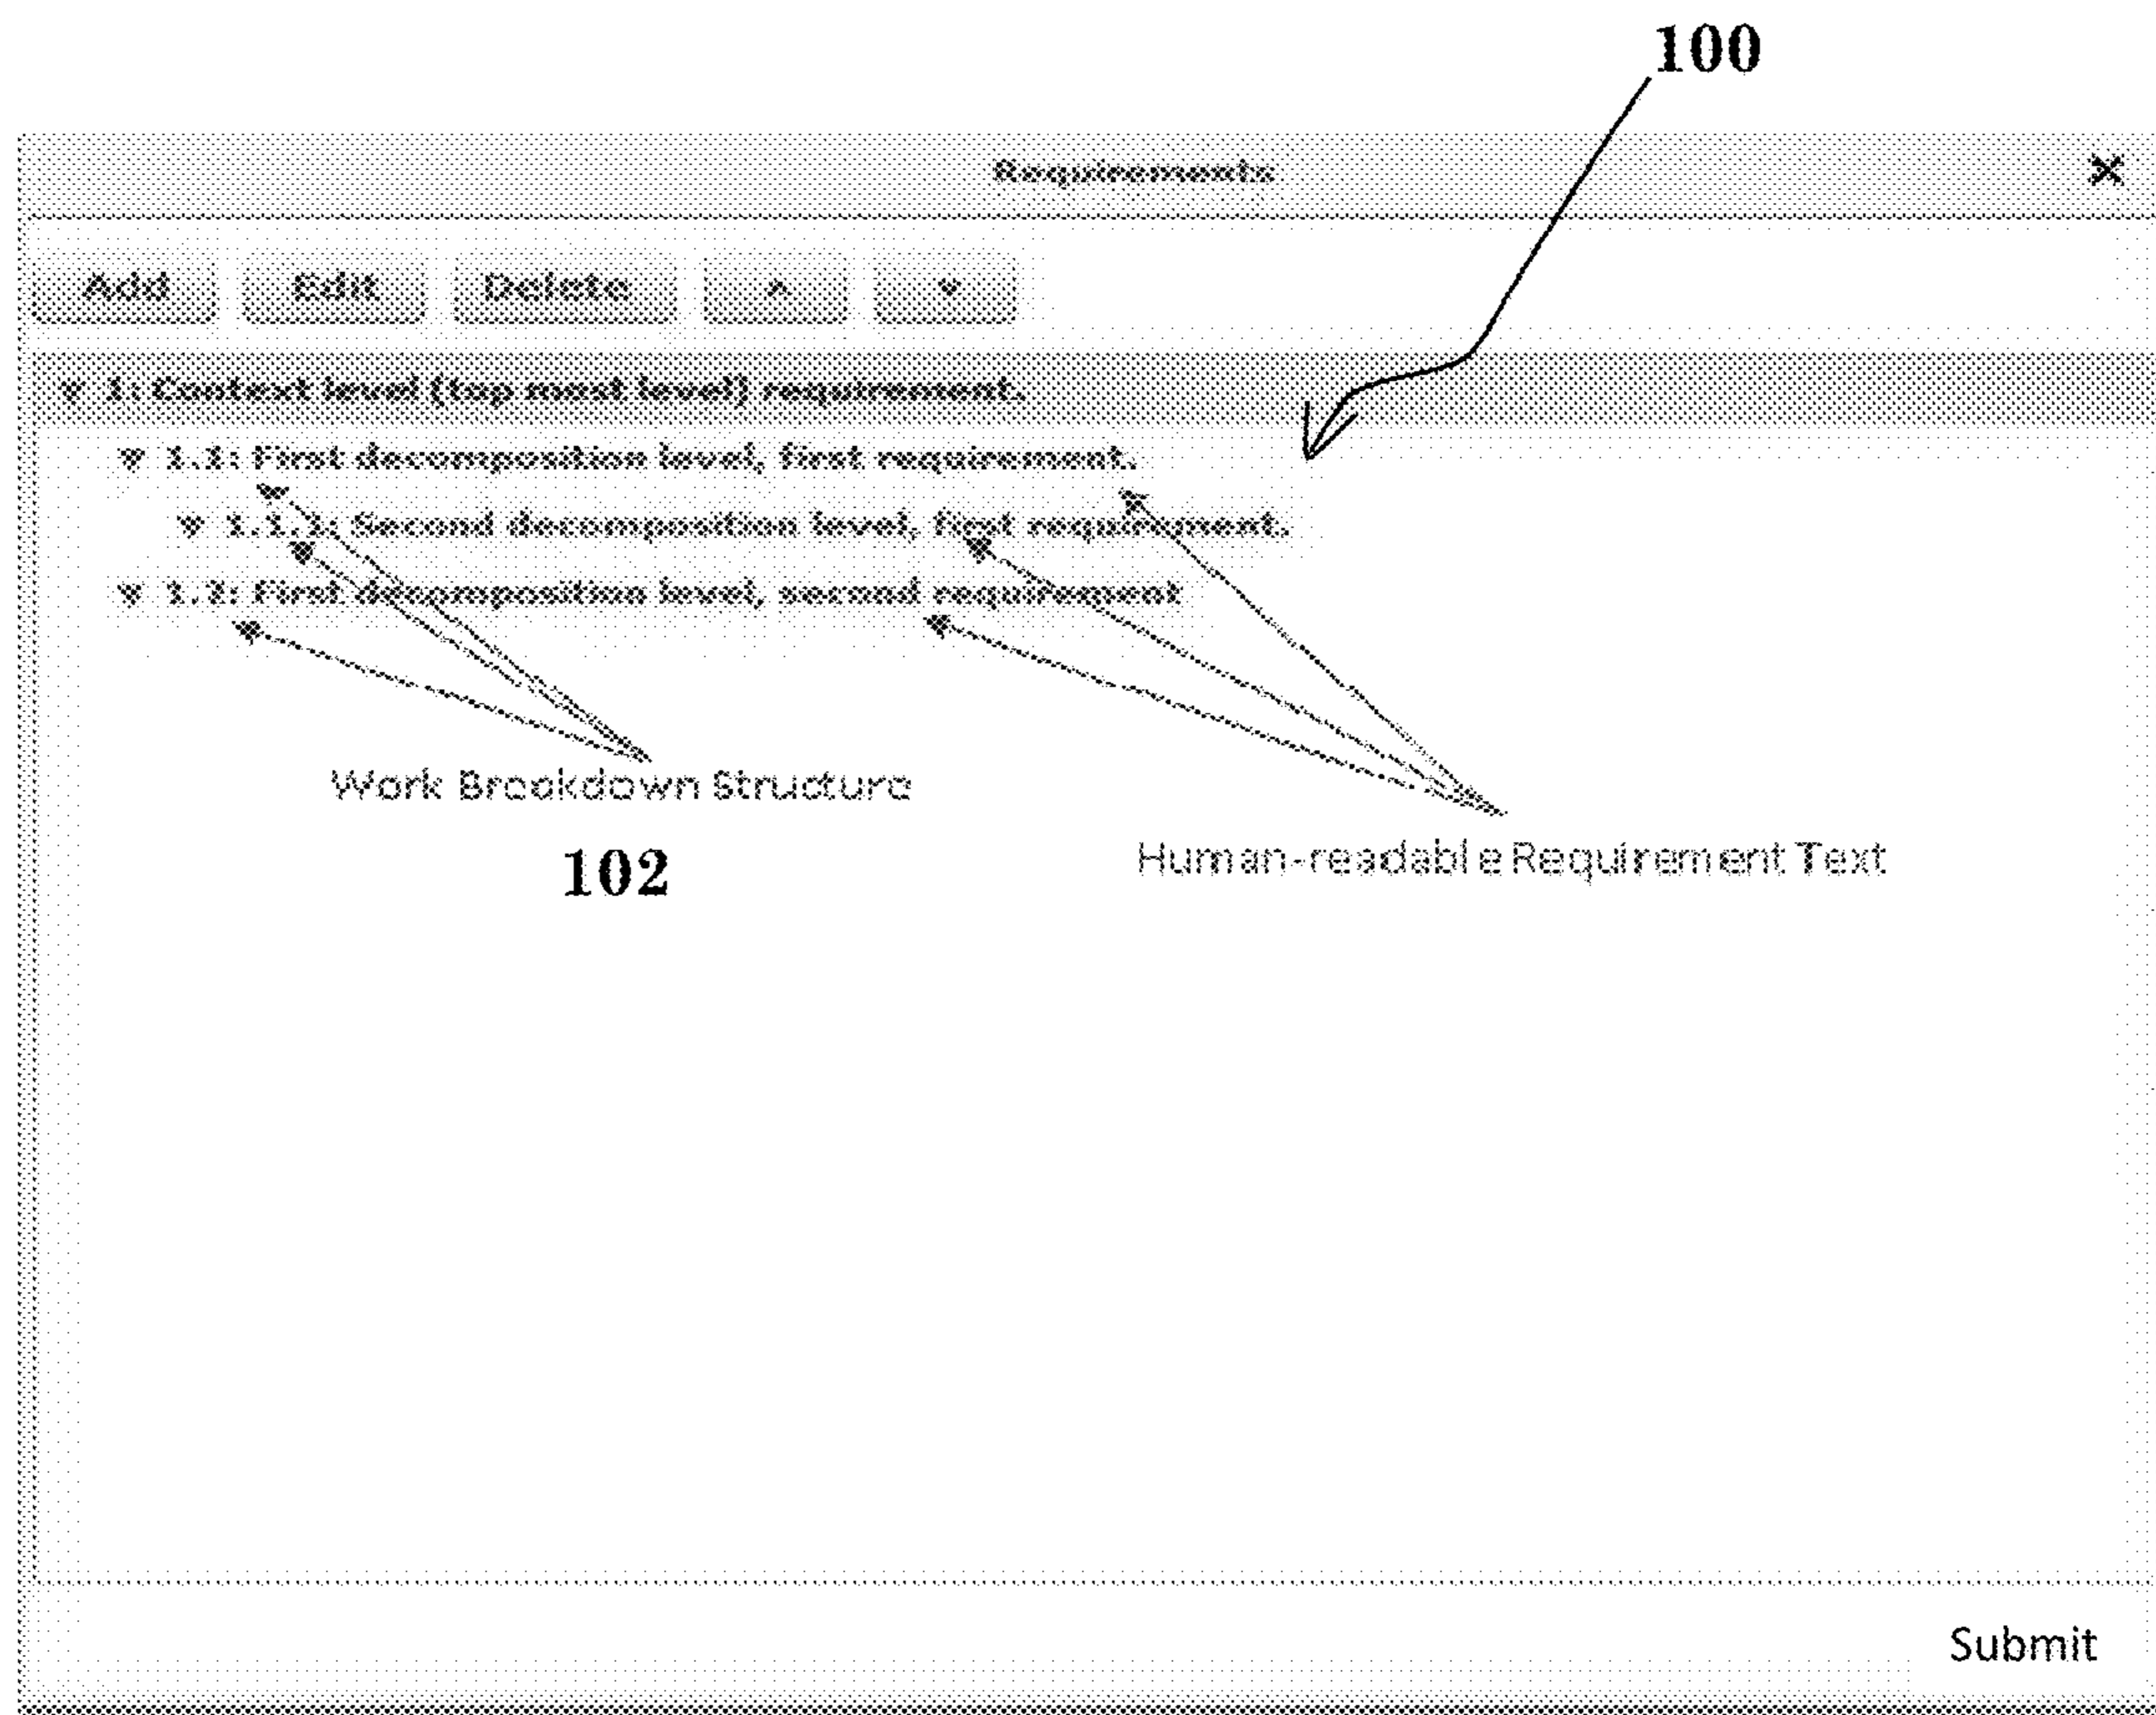 100
Requirements ×
Add Edit Delete ^ v
1: Context level (top most level) requirement.
1.1: First decomposition level, first requirement.
1.1.1: Second decomposition level, first requirement.
1.2: First decomposition level, second requirement
Work Breakdown Structure
102
Human-readable Requirement Text
Submit